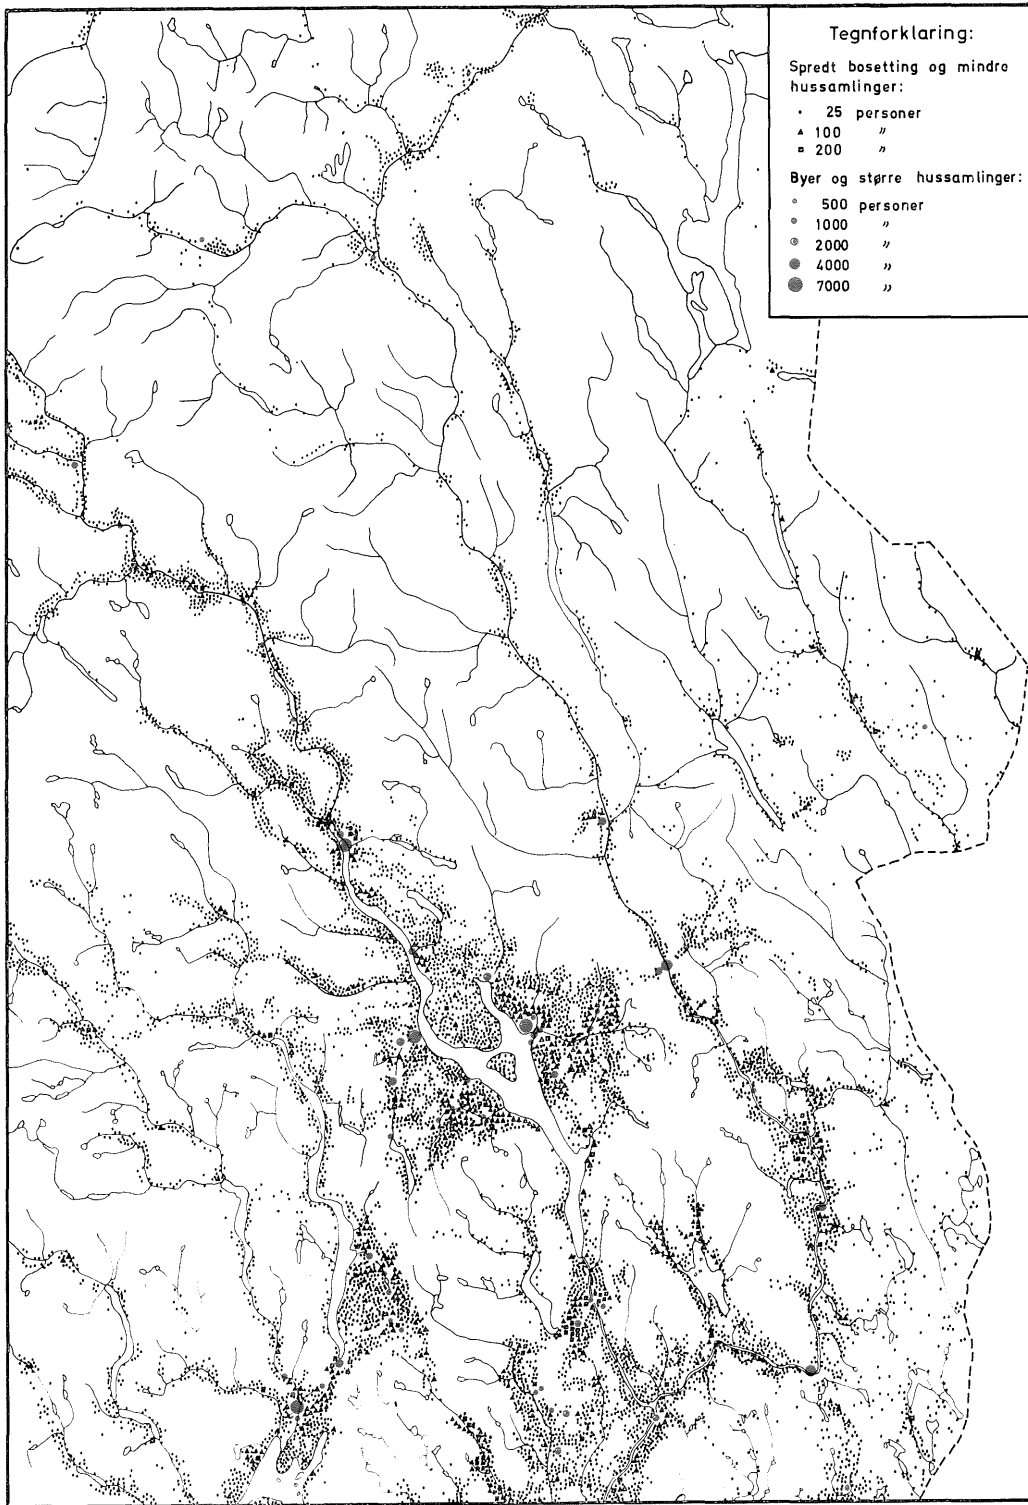 Tegnforklaring:
Spredt bosetting og mindre
hussamlinger:
25 personer
100 "
200 "
Byer og større hussamlinger:
500 personer
1000 "
2000 "
4000 "
7000 "